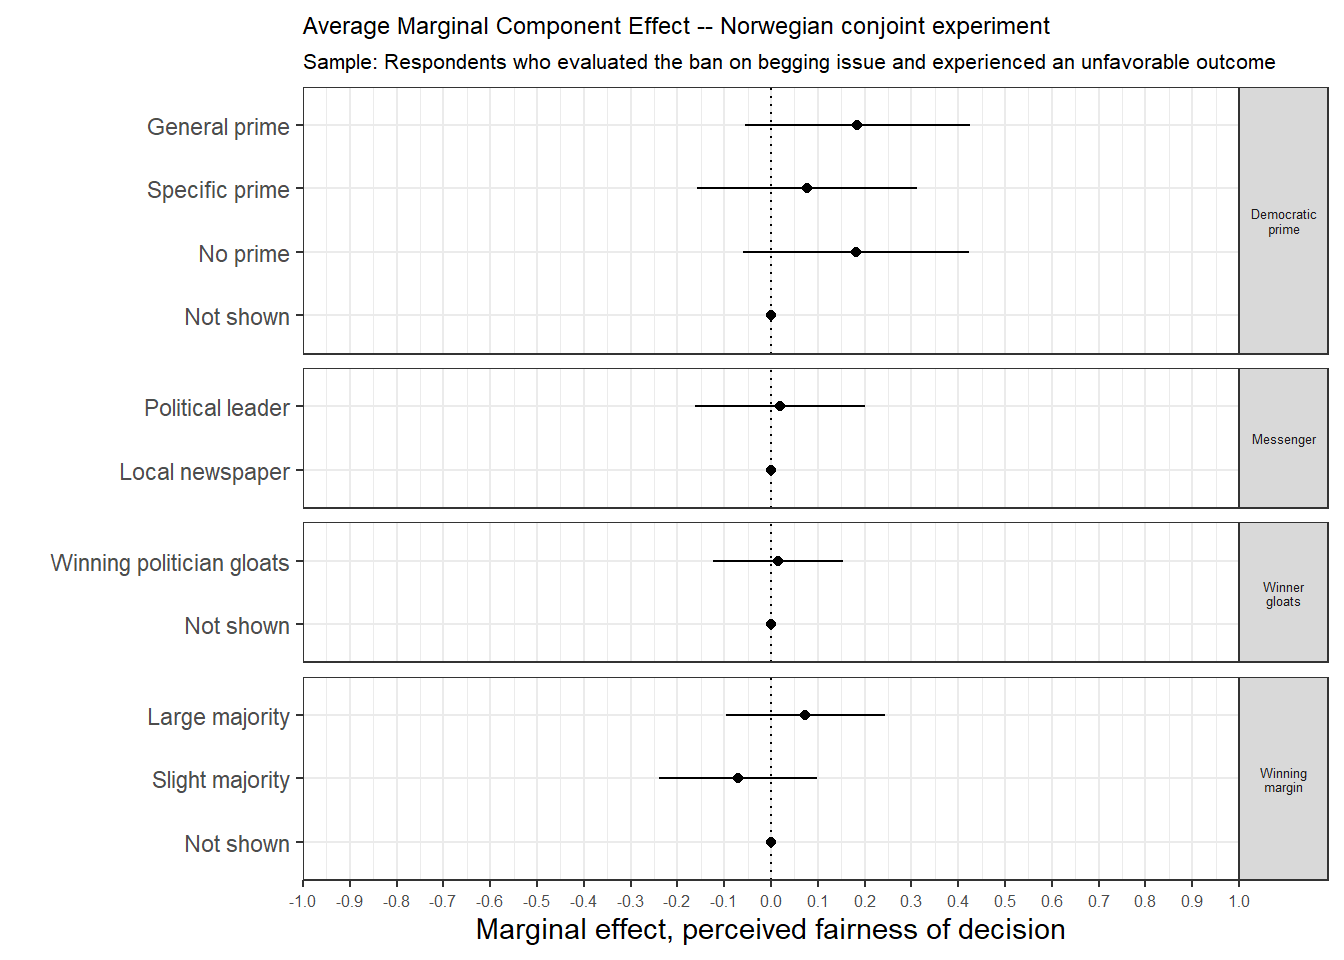 Average Marginal Component Effect -- Norwegian conjoint experiment
Sample: Respondents who evaluated the ban on begging issue and experienced an unfavorable outcome
General prime
Specific prime
No prime
Not shown
Democratic
prime
Political leader
Local newspaper
Messenger
Winning politician gloats
Not shown
Winner
gloats
Large majority
Slight majority
Not shown
Winning
margin
-1.0 -0.9 -0.8 -0.7 -0.6 -0.5 -0.4 -0.3 -0.2 -0.1 0.0 0.1 0.2 0.3 0.4 0.5 0.6 0.7 0.8 0.9 1.0
Marginal effect, perceived fairness of decision